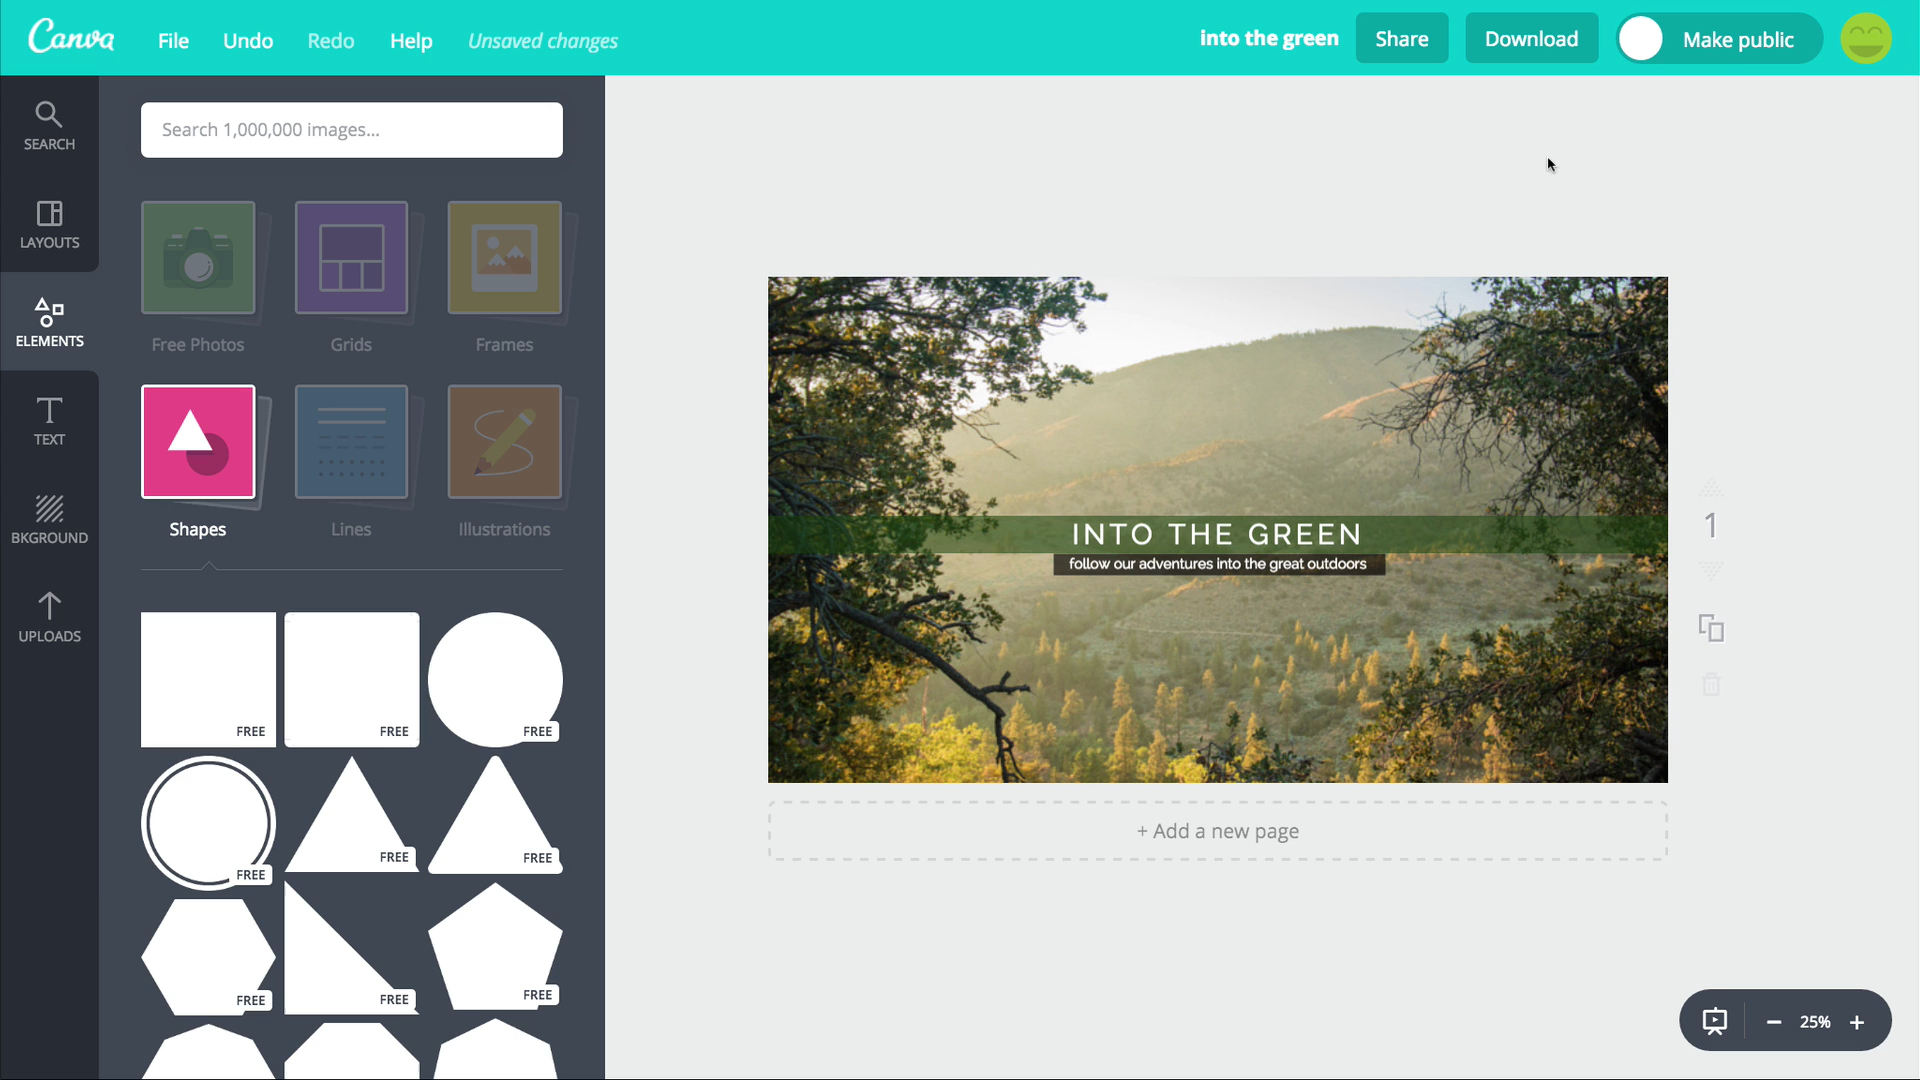 Canva
File
Undo
Redo
Help
Unsaved changes
into the green
Share
Download
Make public
SEARCH
LAYOUTS
ELEMENTS
TEXT
BKGROUND
UPLOADS
Search 1,000,000 images...
Free Photos
Grids
Frames
Shapes
Lines
Illustrations
FREE
FREE
FREE
FREE
FREE
FREE
FREE
FREE
FREE
INTO THE GREEN
follow our adventures into the great outdoors
1
+ Add a new page
25%